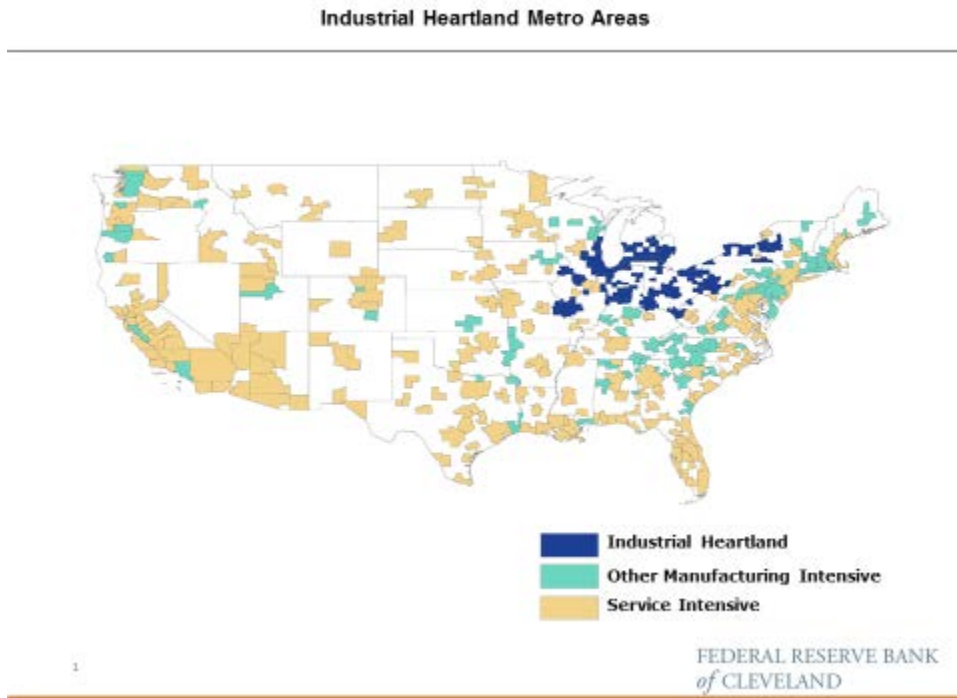 Industrial Heartland Metro Areas
Industrial Heartland
Other Manufacturing Intensive
Service Intensive
1
FEDERAL RESERVE BANK
of CLEVELAND